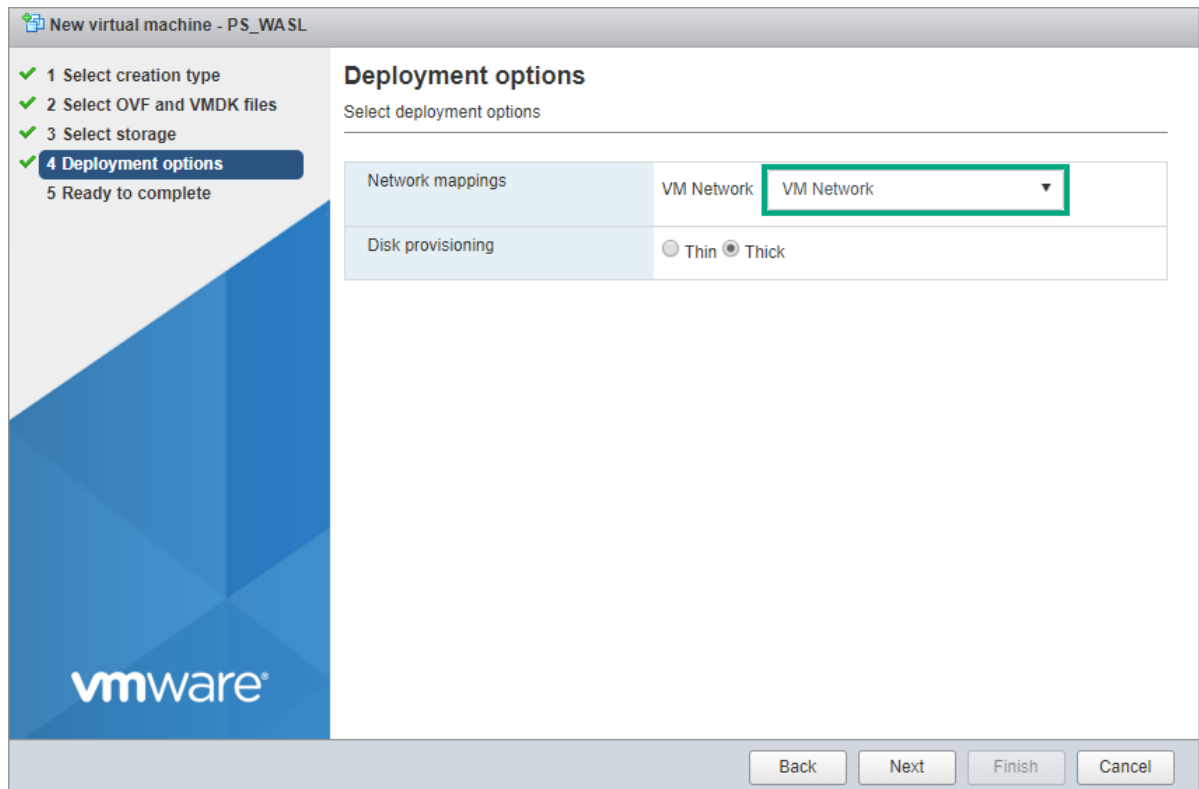 New virtual machine - PS_WASL
1 Select creation type
2 Select OVF and VMDK files
3 Select storage
4 Deployment options
5 Ready to complete
Deployment options
Select deployment options
Network mappings
VM Network VM Network
Disk provisioning
Thin Thick
vmware®
Back Next Finish Cancel